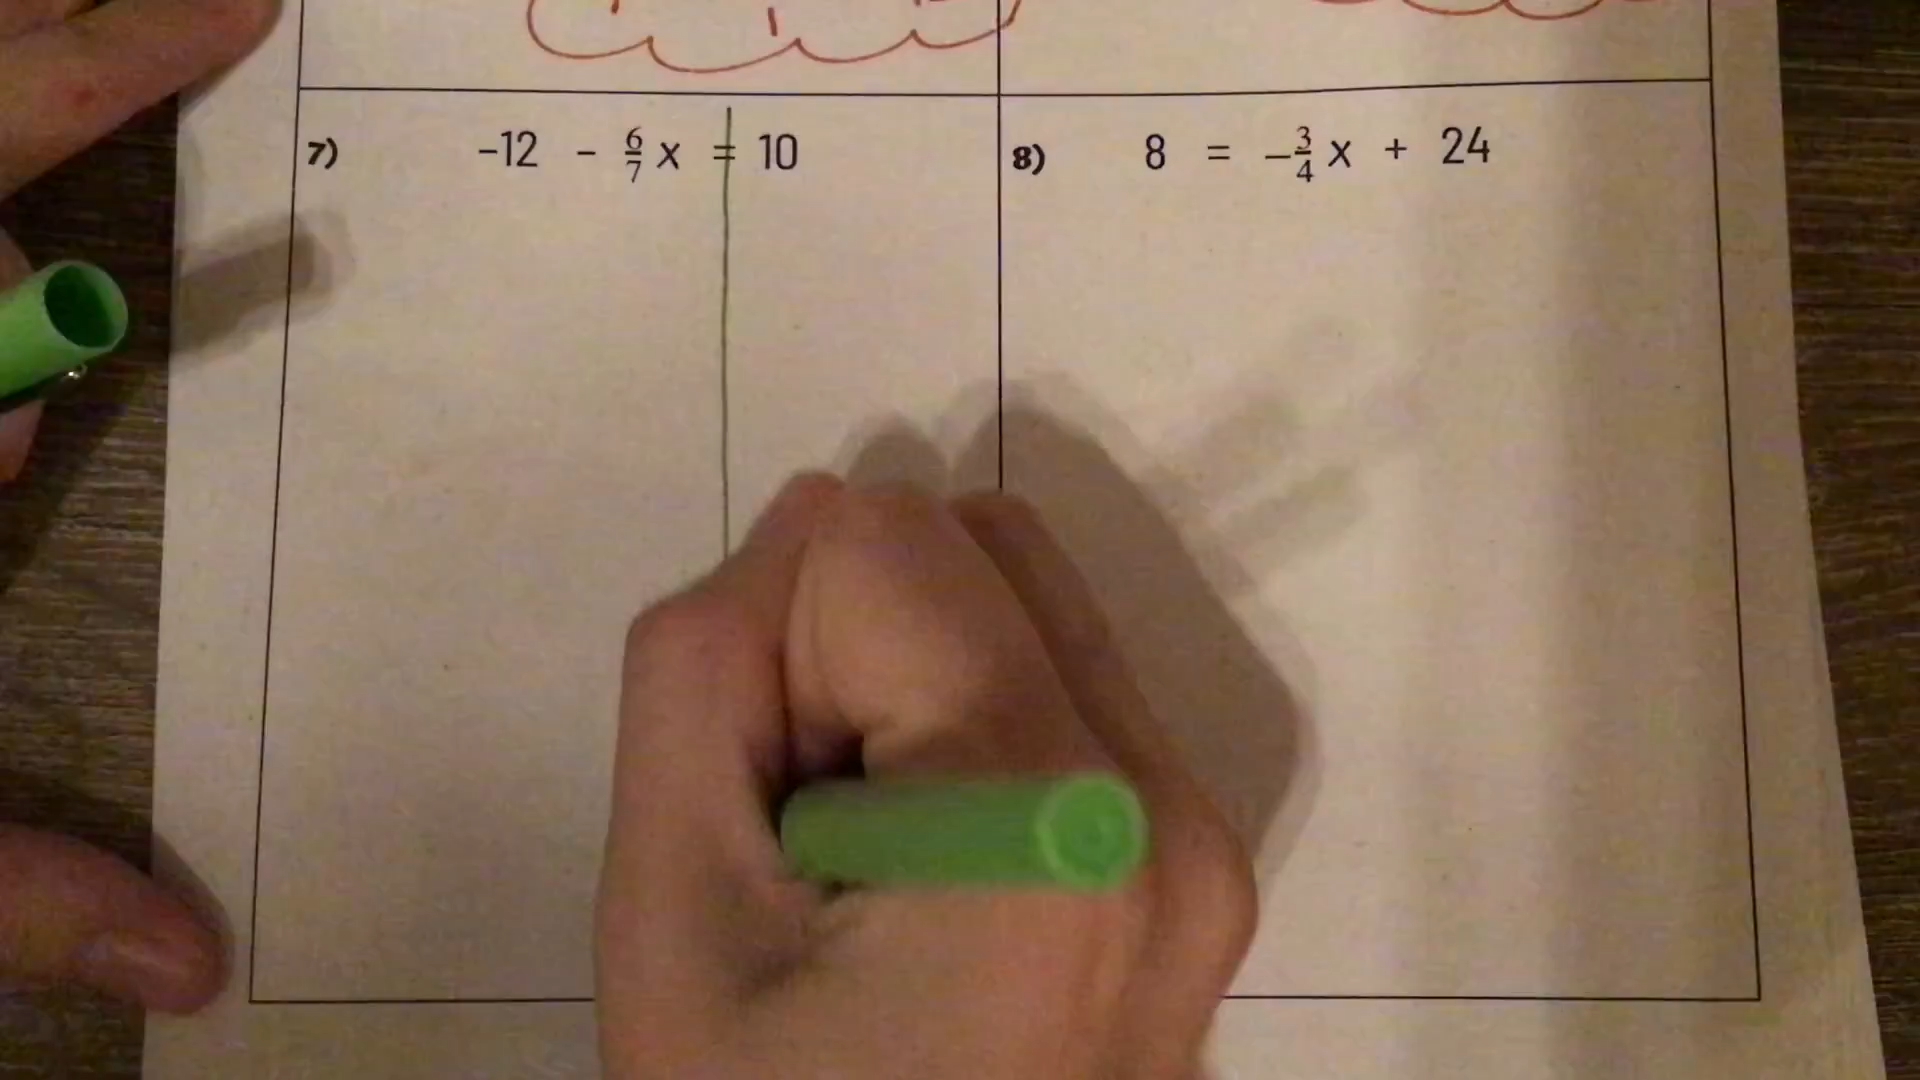 7) -12 - 6/7 x = 10
8) 8 = -3/4 x + 24